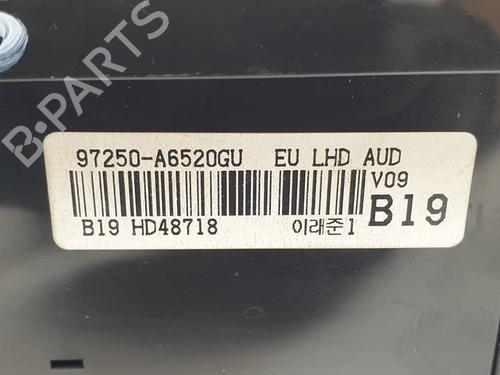 B-PARTS
97250-A6520GU EU LHD AUD
V09
B19
B19 HD48718 이래준1